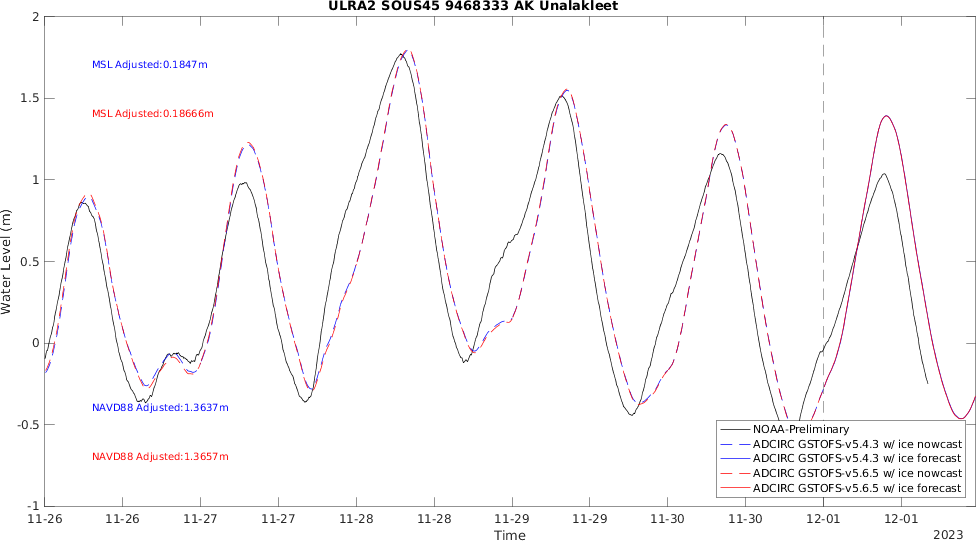 ULRA2 SOUS45 9468333 AK Unalakleet
2
1.5
1
0.5
0
-0.5
-1
Water Level (m)
MSL Adjusted:0.1847m
MSL Adjusted:0.18666m
NAVD88 Adjusted:1.3637m
NAVD88 Adjusted:1.3657m
NOAA-Preliminary
ADCIRC GSTOFS-v5.4.3 w/ ice nowcast
ADCIRC GSTOFS-v5.4.3 w/ ice forecast
ADCIRC GSTOFS-v5.6.5 w/ ice nowcast
ADCIRC GSTOFS-v5.6.5 w/ ice forecast
11-26 11-26 11-27 11-27 11-28 11-28 11-29 11-29 11-30 11-30 12-01 12-01
Time
2023